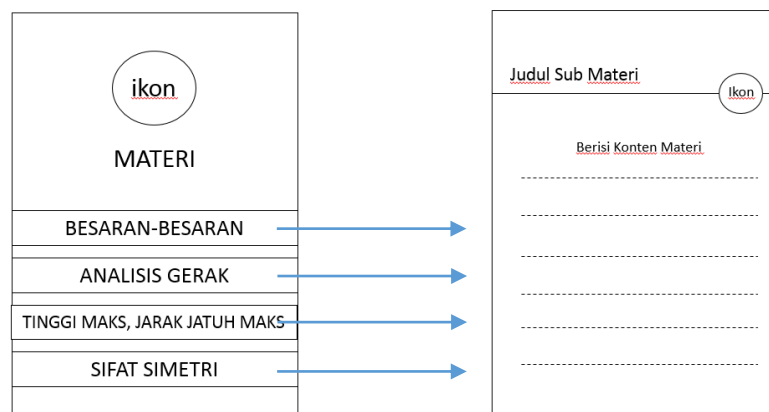 ikon
MATERI
BESARAN-BESARAN
ANALISIS GERAK
TINGGI MAKS, JARAK JATUH MAKS
SIFAT SIMETRI
Judul Sub Materi
Ikon
Berisi Konten Materi